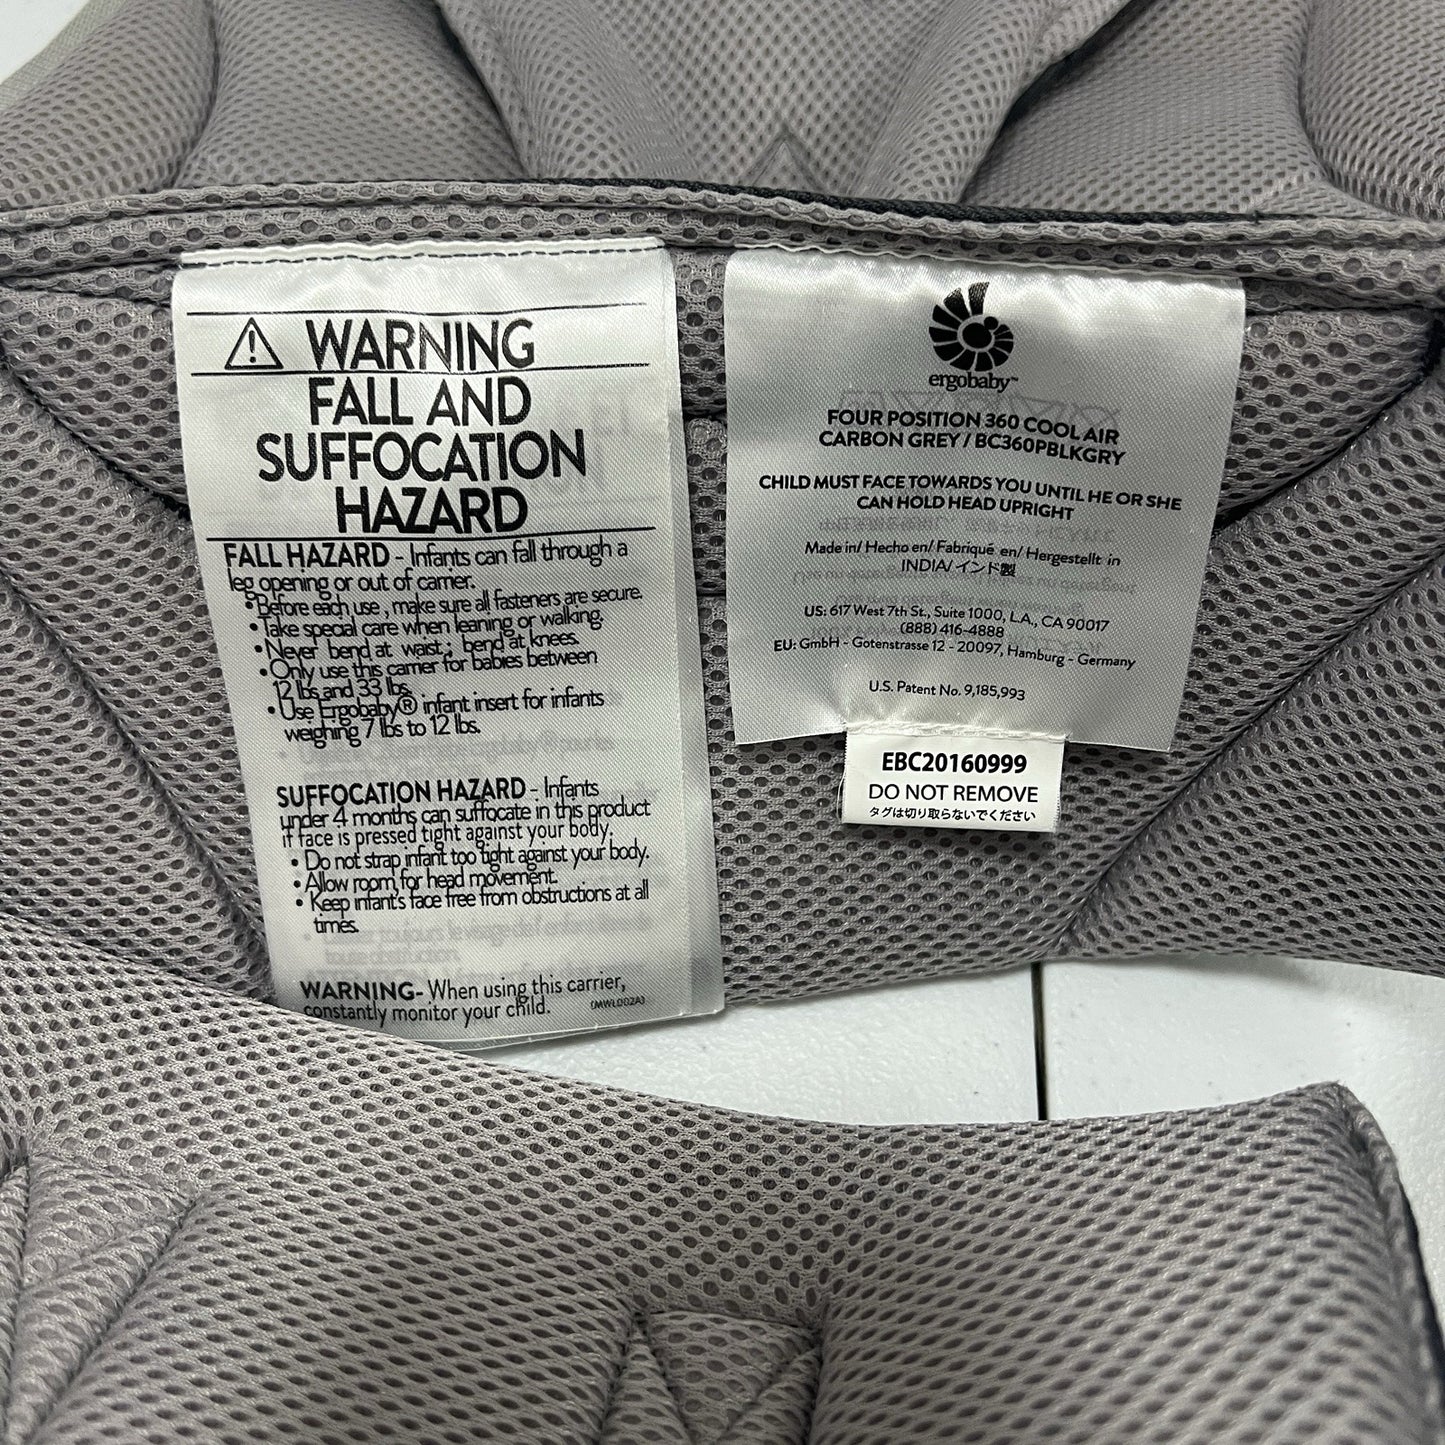 WARNING
FALL AND
SUFFOCATION
HAZARD
FALL HAZARD - Infants can fall through a
leg opening or out of carrier.
• Before each use , make sure all fasteners are secure.
• Take special care when leaning or walking.
• Never bend at waist ; bend at knees.
• Only use this carrier for babies between
12 lbs and 33 lbs.
• Use Ergobaby® infant insert for infants
weighing 7 lbs to 12 lbs.
SUFFOCATION HAZARD - Infants
under 4 months can suffocate in this product
if face is pressed tight against your body.
• Do not strap infant too tight against your body.
• Allow room for head movement.
• Keep infant's face free from obstructions at all
times.
WARNING- When using this carrier,
constantly monitor your child. (MWL002A)
ergobaby™
FOUR POSITION 360 COOL AIR
CARBON GREY / BC360PBLKGRY
CHILD MUST FACE TOWARDS YOU UNTIL HE OR SHE
CAN HOLD HEAD UPRIGHT
Made in/ Hecho en/ Fabriqué en/ Hergestellt in
INDIA/ インド製
US: 617 West 7th St., Suite 1000, L.A., CA 90017
(888) 416-4888
EU: GmbH - Gotenstrasse 12 - 20097, Hamburg - Germany
U.S. Patent No. 9,185,993
EBC20160999
DO NOT REMOVE
タグは切り取らないでください